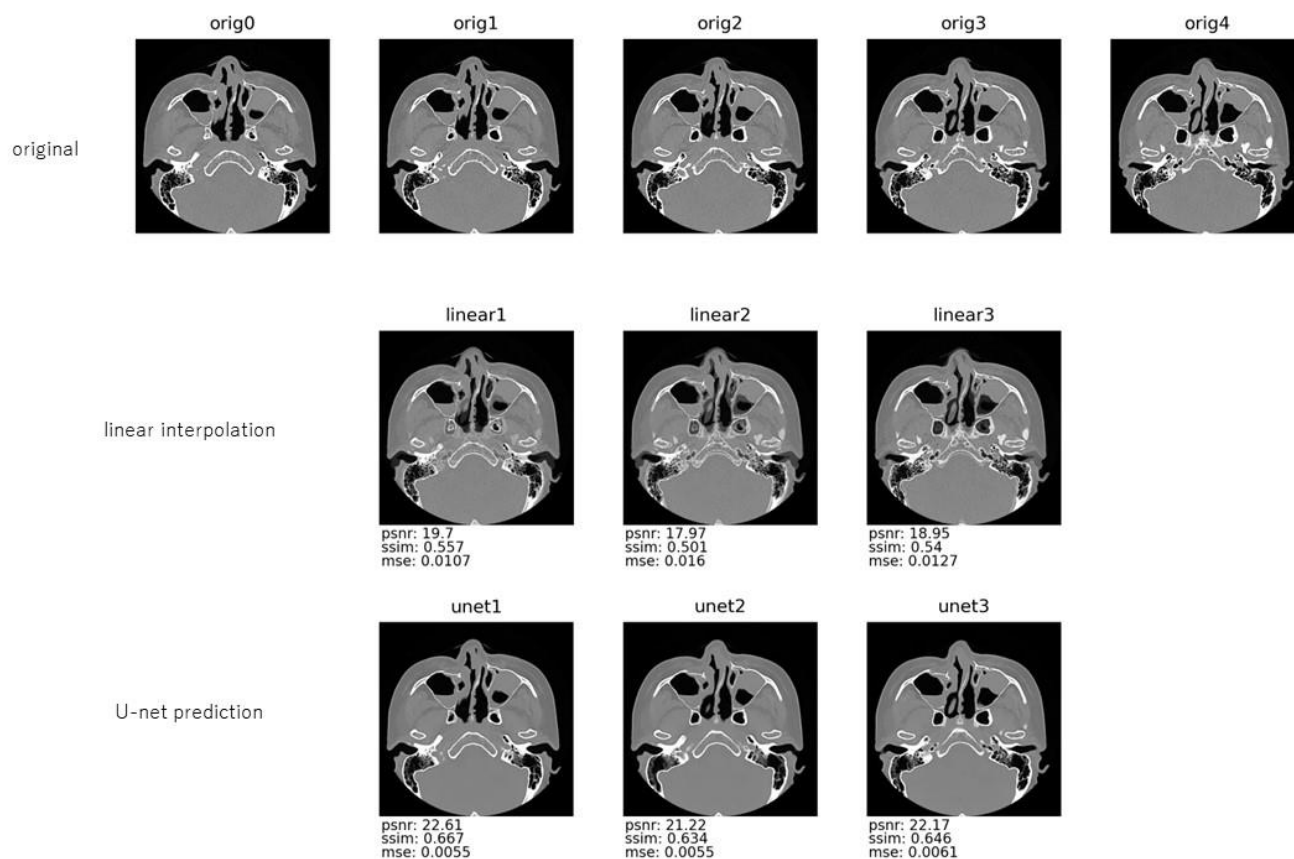 orig0
orig1
orig2
orig3
orig4
original
linear1
linear2
linear3
linear interpolation
psnr: 19.7
ssim: 0.557
mse: 0.0107
psnr: 17.97
ssim: 0.501
mse: 0.016
psnr: 18.95
ssim: 0.54
mse: 0.0127
unet1
unet2
unet3
U-net prediction
psnr: 22.61
ssim: 0.667
mse: 0.0055
psnr: 21.22
ssim: 0.634
mse: 0.0055
psnr: 22.17
ssim: 0.646
mse: 0.0061